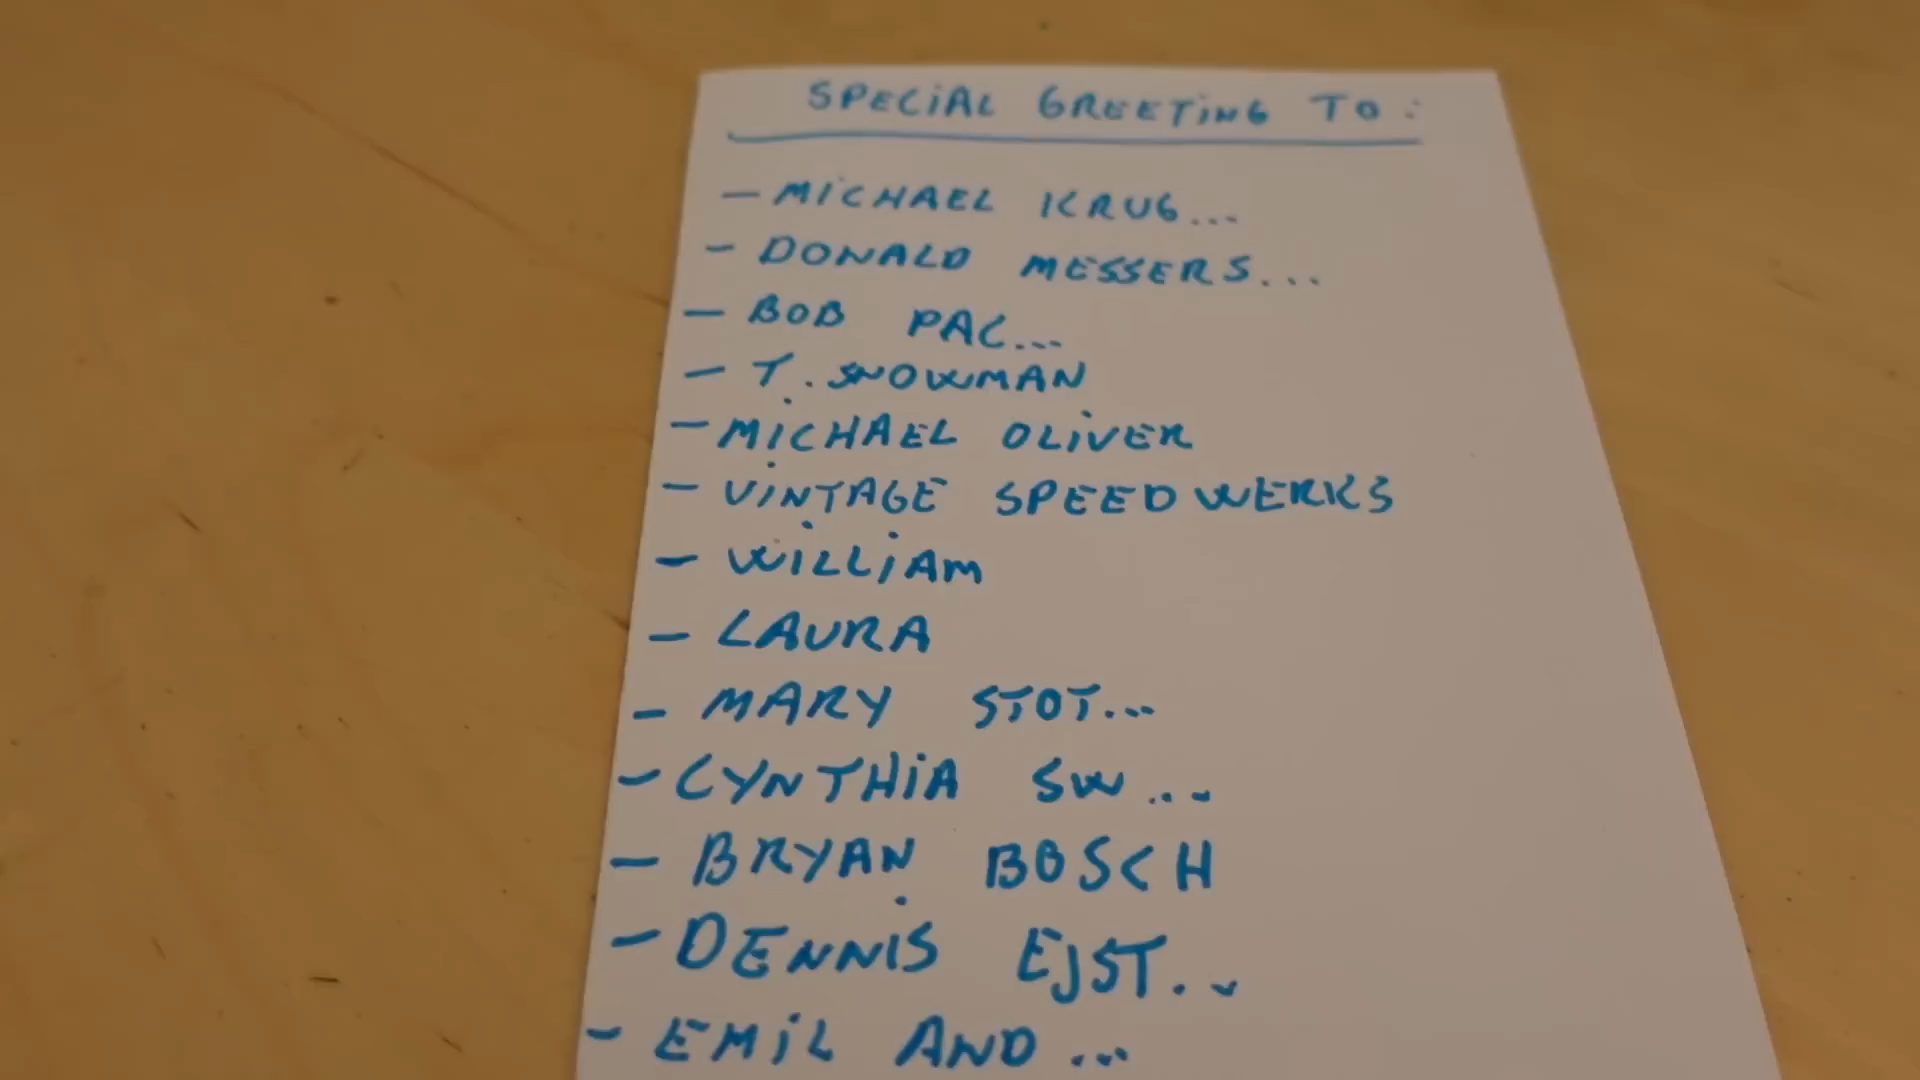 SPECIAL GREETING TO:
- MICHAEL KRUG...
- DONALD MESSERS...
- BOB PAC...
- T. SNOWMAN
- MICHAEL OLIVER
- VINTAGE SPEEDWERKS
- WILLIAM
- LAURA
- MARY STOT...
- CYNTHIA SW...
- BRYAN BOSCH
- DENNIS EJST..
- EMIL AND...